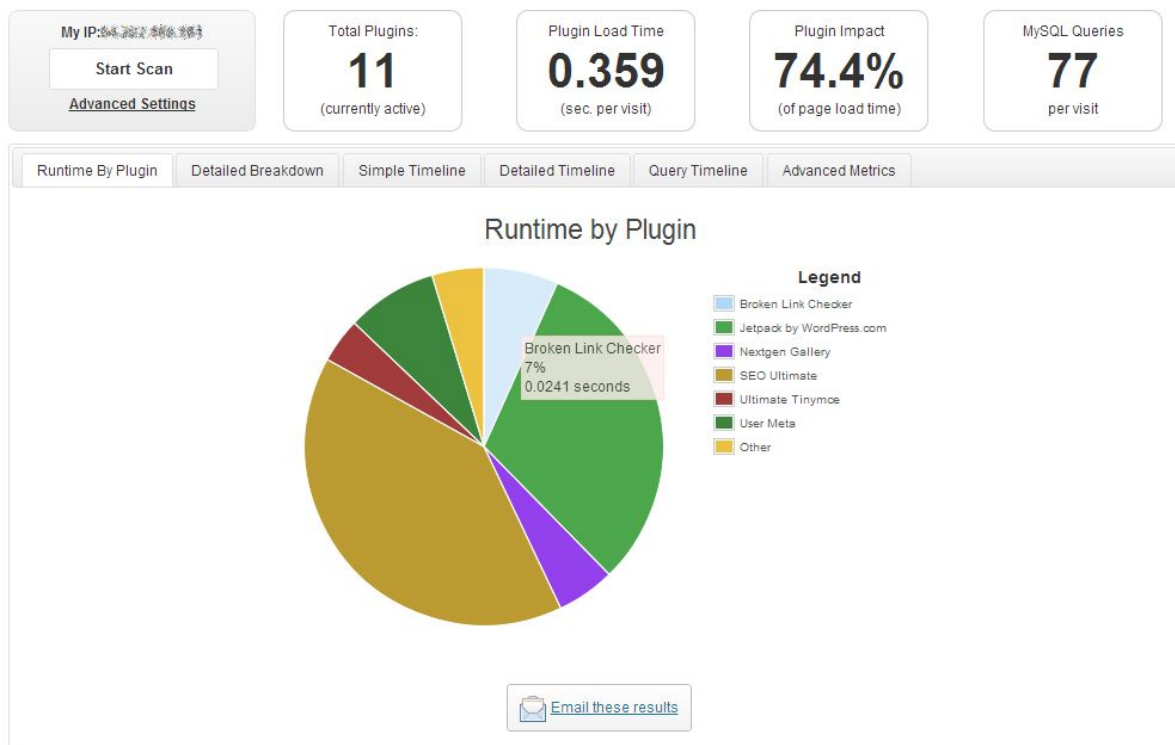 My IP:
Start Scan
Advanced Settings
Total Plugins:
11
(currently active)
Plugin Load Time
0.359
(sec. per visit)
Plugin Impact
74.4%
(of page load time)
MySQL Queries
77
per visit
Runtime By Plugin
Detailed Breakdown
Simple Timeline
Detailed Timeline
Query Timeline
Advanced Metrics
Runtime by Plugin
Broken Link Checker
7%
0.0241 seconds
Legend
Broken Link Checker
Jetpack by WordPress.com
Nextgen Gallery
SEO Ultimate
Ultimate Tinymce
User Meta
Other
Email these results